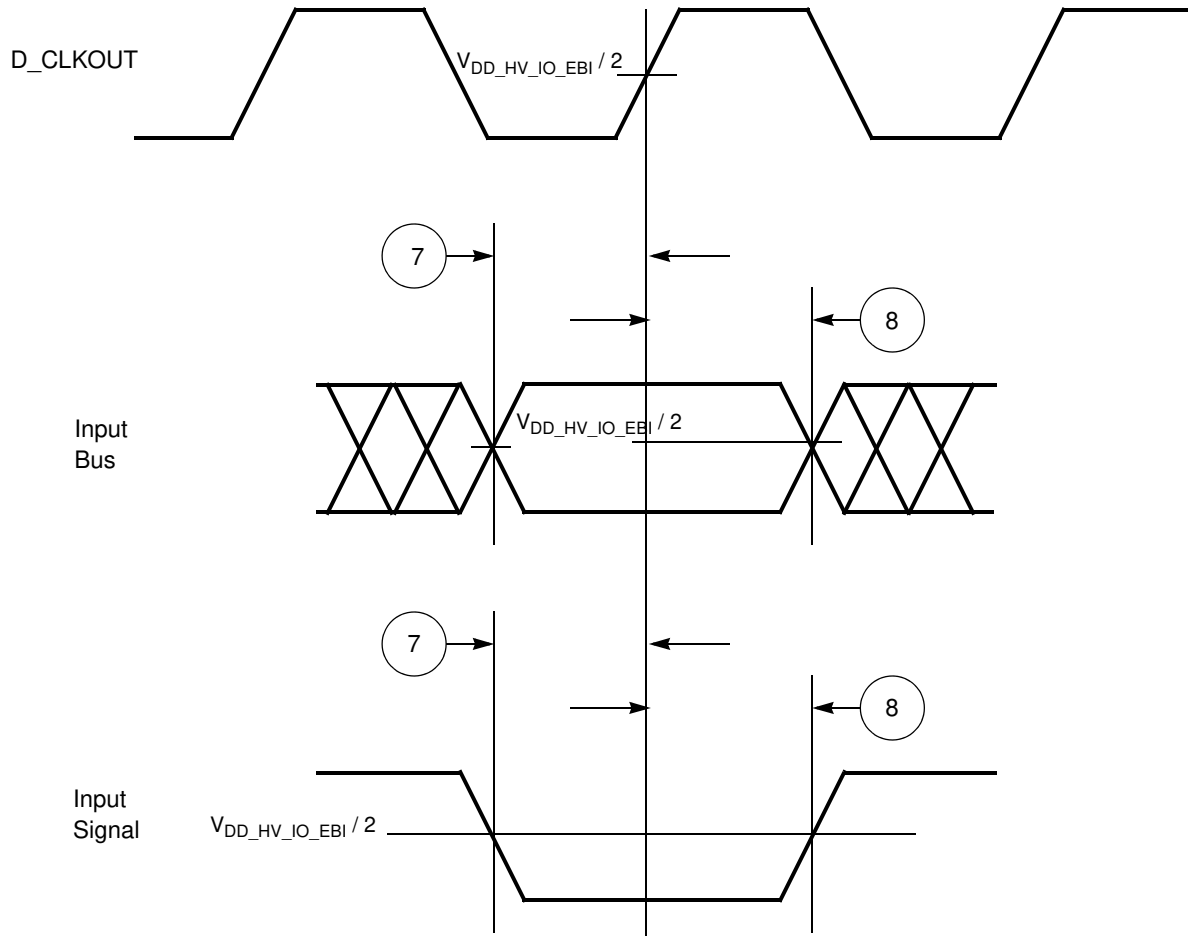 D_CLKOUT
VDD_HV_IO_EBI / 2
7
8
Input
Bus
VDD_HV_IO_EBI / 2
7
8
Input
Signal
VDD_HV_IO_EBI / 2